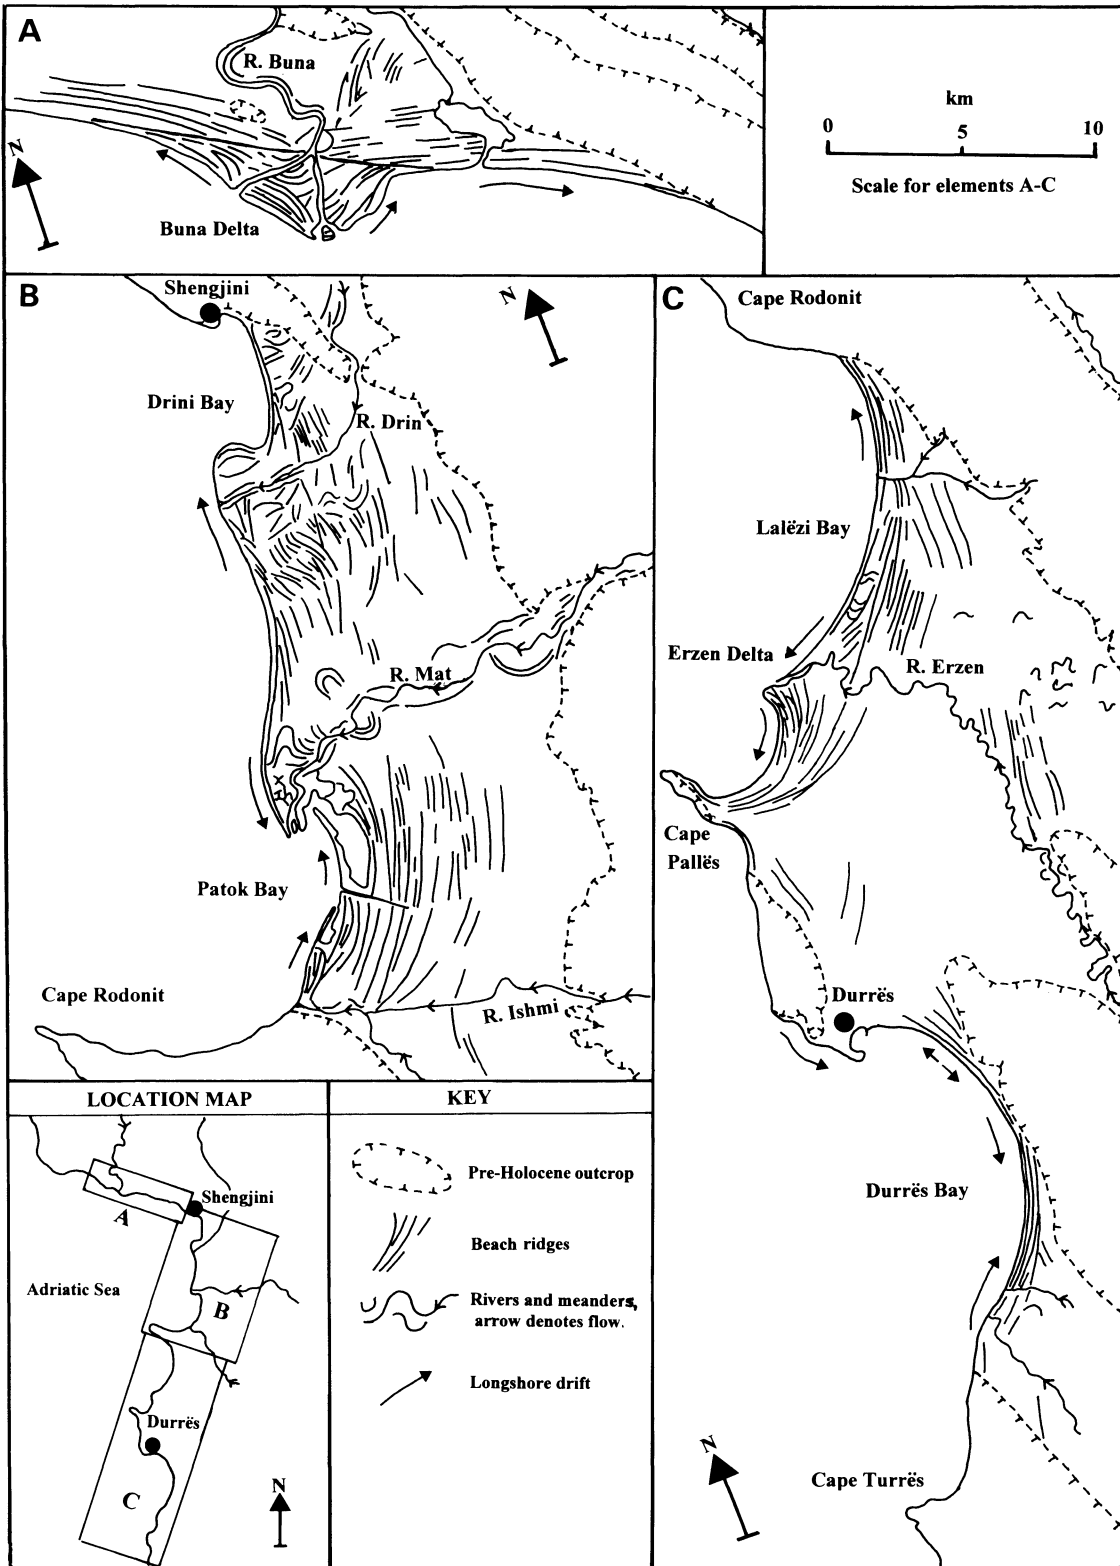 A
R. Buna
N
Buna Delta
km
0 5 10
Scale for elements A-C
B
Shengjini
N
Drini Bay
R. Drin
R. Mat
Patok Bay
Cape Rodonit
R. Ishmi
C
Cape Rodonit
Lalëzi Bay
Erzen Delta
R. Erzen
Cape
Pallës
Durrës
Durrës Bay
N
Cape Turrës
LOCATION MAP
Shengjini
A
Adriatic Sea
B
Durrës
C
N
KEY
Pre-Holocene outcrop
Beach ridges
Rivers and meanders,
arrow denotes flow.
Longshore drift